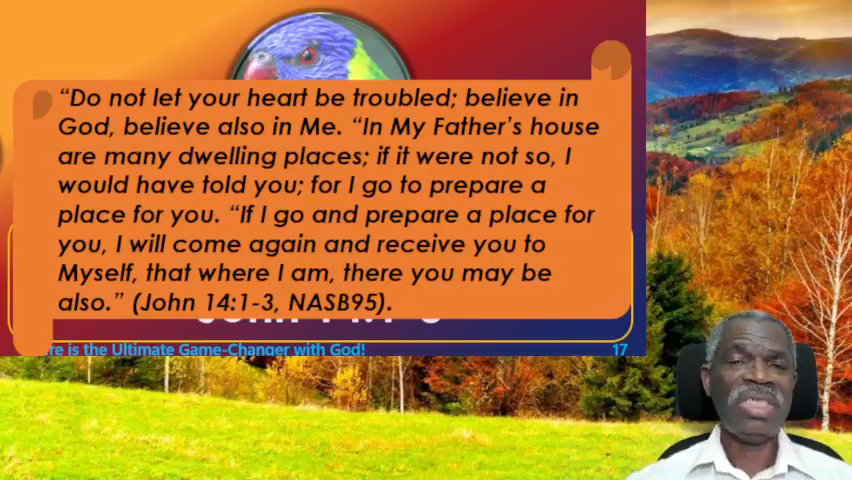 “Do not let your heart be troubled; believe in
God, believe also in Me. “In My Father’s house
are many dwelling places; if it were not so, I
would have told you; for I go to prepare a
place for you. “If I go and prepare a place for
you, I will come again and receive you to
Myself, that where I am, there you may be
also.” (John 14:1-3, NASB95).
is the Ultimate Game-Changer with God!
17